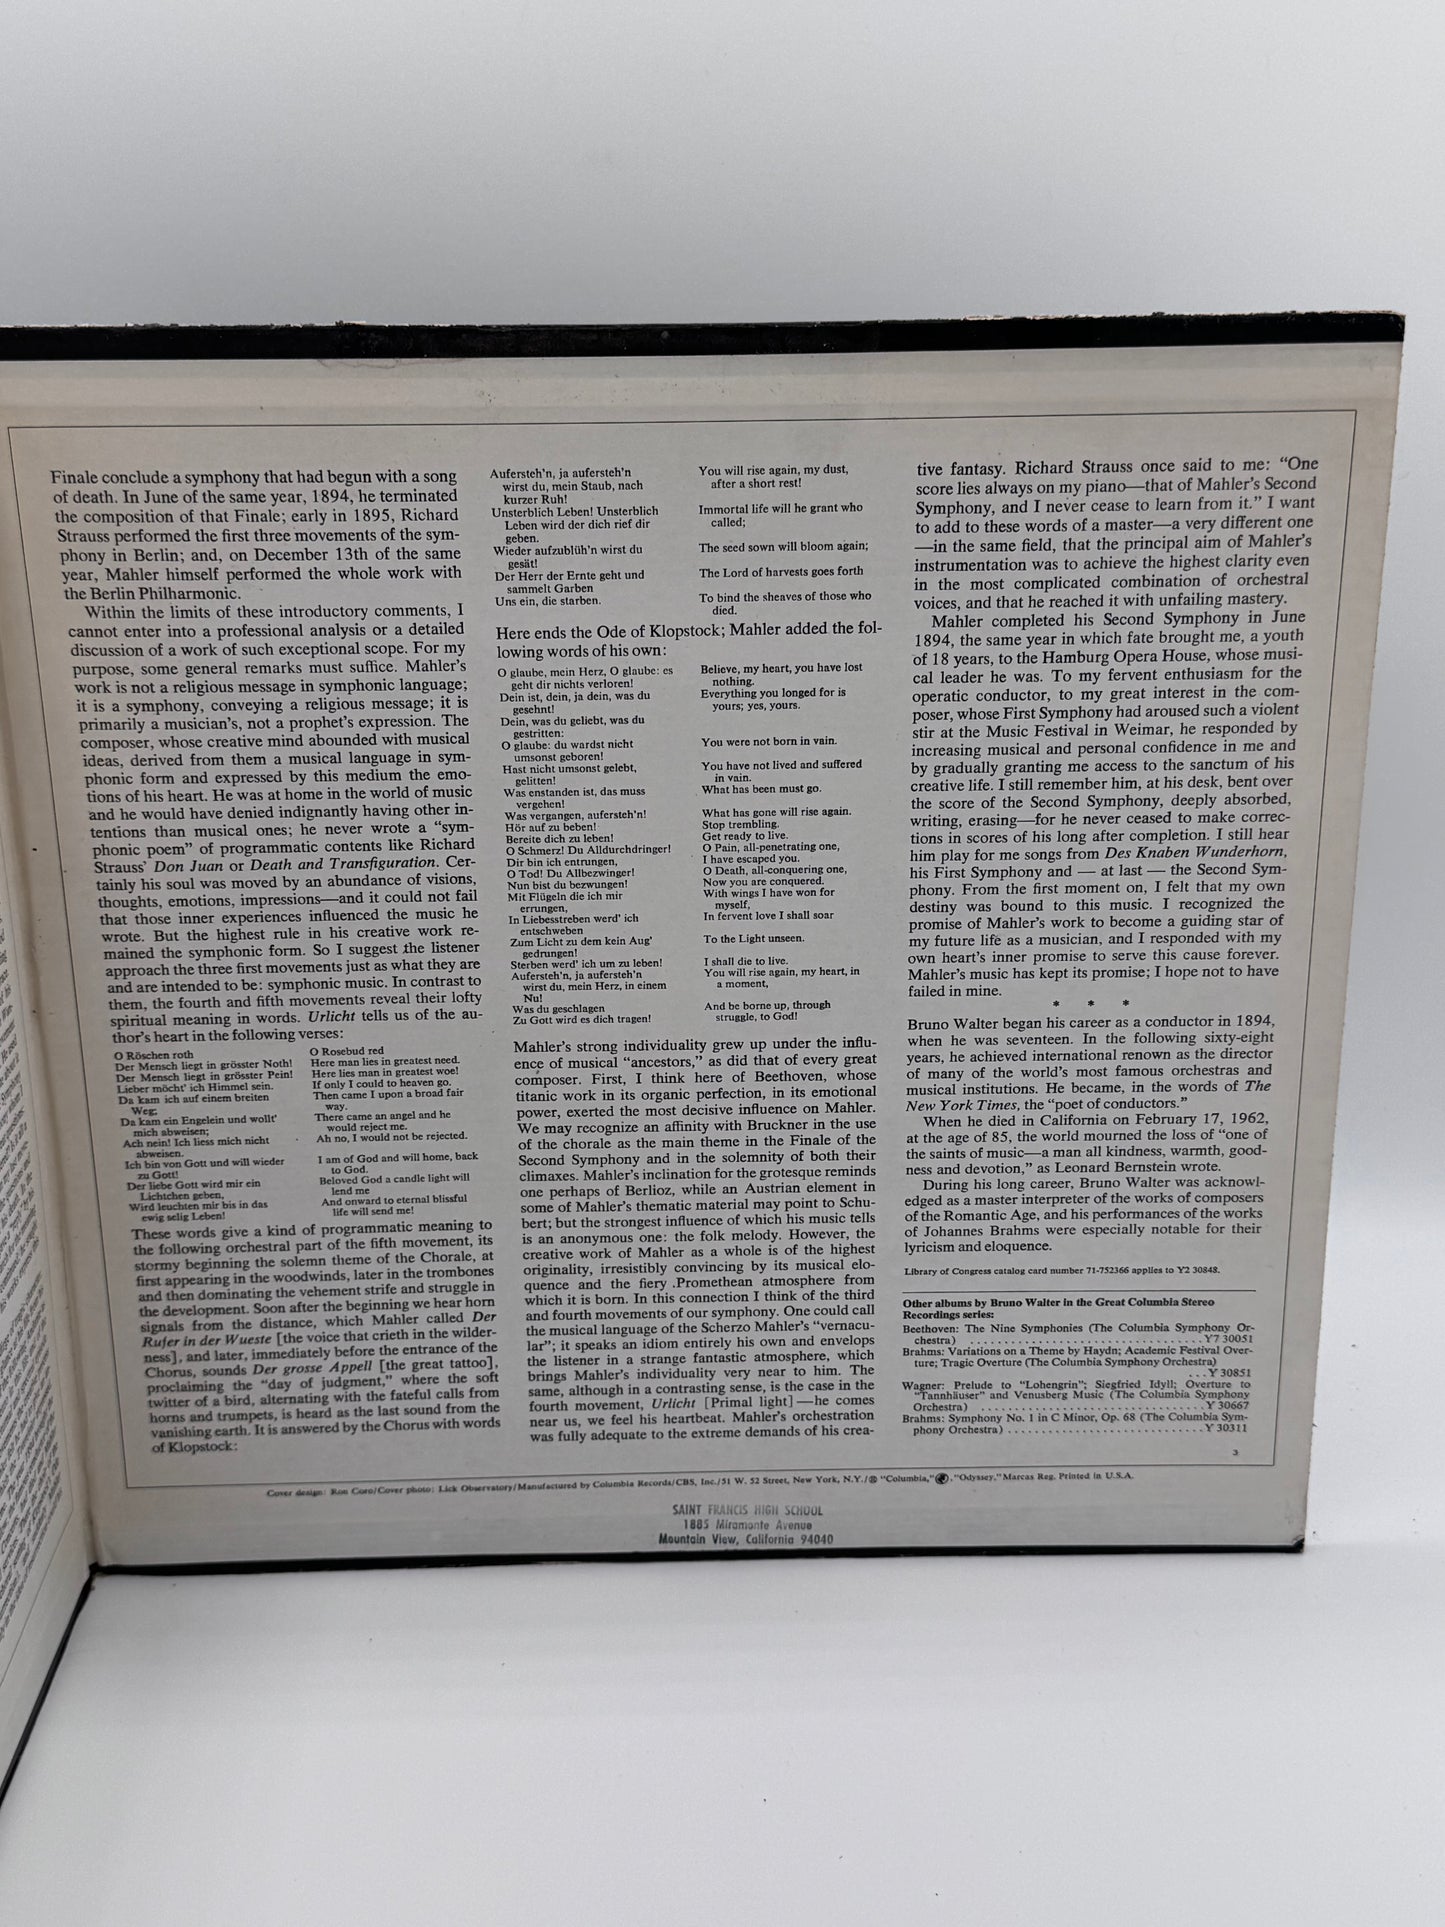 Finale conclude a symphony that had begun with a song
of death. In June of the same year, 1894, he terminated
the composition of that Finale; early in 1895, Richard
Strauss performed the first three movements of the sym-
phony in Berlin; and, on December 13th of the same
year, Mahler himself performed the whole work with
the Berlin Philharmonic.
Within the limits of these introductory comments, I
cannot enter into a professional analysis or a detailed
discussion of a work of such exceptional scope. For my
purpose, some general remarks must suffice. Mahler's
work is not a religious message in symphonic language;
it is a symphony, conveying a religious message; it is
primarily a musician's, not a prophet's expression. The
composer, whose creative mind abounded with musical
ideas, derived from them a musical language in sym-
phonic form and expressed by this medium the emo-
tions of his heart. He was at home in the world of music
and he would have denied indignantly having other in-
tentions than musical ones; he never wrote a “sym-
phonic poem” of programmatic contents like Richard
Strauss' Don Juan or Death and Transfiguration. Cer-
tainly his soul was moved by an abundance of visions,
thoughts, emotions, impressions—and it could not fail
that those inner experiences influenced the music he
wrote. But the highest rule in his creative work re-
mained the symphonic form. So I suggest the listener
approach the three first movements just as what they are
and are intended to be: symphonic music. In contrast to
them, the fourth and fifth movements reveal their lofty
spiritual meaning in words. Urlicht tells us of the au-
thor's heart in the following verses:
O Röschen roth
Der Mensch liegt in grösster Noth!
Der Mensch liegt in grösster Pein!
Lieber möcht' ich Himmel sein.
Da kam ich auf einem breiten
Weg;
Da kam ein Engelein und wollt'
mich abweisen;
Ach nein! Ich liess mich nicht
abweisen.
Ich bin von Gott und will wieder
zu Gott!
Der liebe Gott wird mir ein
Lichtchen geben,
Wird leuchten mir bis in das
ewig selig Leben!
O Rosebud red
Here man lies in greatest need.
Here lies man in greatest woe!
If only I could to heaven go.
Then came I upon a broad fair
way.
There came an angel and he
would reject me.
Ah no, I would not be rejected.
I am of God and will home, back
to God.
Beloved God a candle light will
lend me
And onward to eternal blissful
life will send me!
These words give a kind of programmatic meaning to
the following orchestral part of the fifth movement, its
stormy beginning the solemn theme of the Chorale, at
first appearing in the woodwinds, later in the trombones
and then dominating the vehement strife and struggle in
the development. Soon after the beginning we hear horn
signals from the distance, which Mahler called Der
Rufer in der Wueste [the voice that crieth in the wilder-
ness], and later, immediately before the entrance of the
Chorus, sounds Der grosse Appell [the great tattoo],
proclaiming the “day of judgment,” where the soft
twitter of a bird, alternating with the fateful calls from
horns and trumpets, is heard as the last sound from the
vanishing earth. It is answered by the Chorus with words
of Klopstock:
Aufersteh'n, ja aufersteh'n
wirst du, mein Staub, nach
kurzer Ruh!
Unsterblich Leben! Unsterblich
Leben wird der dich rief dir
geben.
Wieder aufzublüh'n wirst du
gesät!
Der Herr der Ernte geht und
sammelt Garben
Uns ein, die starben.
You will rise again, my dust,
after a short rest!
Immortal life will he grant who
called;
The seed sown will bloom again;
The Lord of harvests goes forth
To bind the sheaves of those who
died.
Here ends the Ode of Klopstock; Mahler added the fol-
lowing words of his own:
O glaube, mein Herz, O glaube: es
geht dir nichts verloren!
Dein ist, dein, ja dein, was du
gesehnt!
Dein, was du geliebt, was du
gestritten:
O glaube: du wardst nicht
umsonst geboren!
Hast nicht umsonst gelebt,
gelitten!
Was enstanden ist, das muss
vergehen!
Was vergangen, aufersteh'n!
Hör auf zu beben!
Bereite dich zu leben!
O Schmerz! Du Alldurchdringer!
Dir bin ich entrungen,
O Tod! Du Allbezwinger!
Nun bist du bezwungen!
Mit Flügeln die ich mir
errungen,
In Liebesstreben werd' ich
entschweben
Zum Licht zu dem kein Aug'
gedrungen!
Sterben werd' ich um zu leben!
Aufersteh'n, ja aufersteh'n
wirst du, mein Herz, in einem
Nu!
Was du geschlagen
Zu Gott wird es dich tragen!
Believe, my heart, you have lost
nothing.
Everything you longed for is
yours; yes, yours.
You were not born in vain.
You have not lived and suffered
in vain.
What has been must go.
What has gone will rise again.
Stop trembling.
Get ready to live.
O Pain, all-penetrating one,
I have escaped you.
O Death, all-conquering one,
Now you are conquered.
With wings I have won for
myself,
In fervent love I shall soar
To the Light unseen.
I shall die to live.
You will rise again, my heart, in
a moment,
And be borne up, through
struggle, to God!
Mahler's strong individuality grew up under the influ-
ence of musical “ancestors,” as did that of every great
composer. First, I think here of Beethoven, whose
titanic work in its organic perfection, in its emotional
power, exerted the most decisive influence on Mahler.
We may recognize an affinity with Bruckner in the use
of the chorale as the main theme in the Finale of the
Second Symphony and in the solemnity of both their
climaxes. Mahler's inclination for the grotesque reminds
one perhaps of Berlioz, while an Austrian element in
some of Mahler's thematic material may point to Schu-
bert; but the strongest influence of which his music tells
is an anonymous one: the folk melody. However, the
creative work of Mahler as a whole is of the highest
originality, irresistibly convincing by its musical elo-
quence and the fiery Promethean atmosphere from
which it is born. In this connection I think of the third
and fourth movements of our symphony. One could call
the musical language of the Scherzo Mahler's “vernacu-
lar”; it speaks an idiom entirely his own and envelops
the listener in a strange fantastic atmosphere, which
brings Mahler's individuality very near to him. The
same, although in a contrasting sense, is the case in the
fourth movement, Urlicht [Primal light]—he comes
near us, we feel his heartbeat. Mahler's orchestration
was fully adequate to the extreme demands of his crea-
tive fantasy. Richard Strauss once said to me: “One
score lies always on my piano—that of Mahler's Second
Symphony, and I never cease to learn from it.” I want
to add to these words of a master—a very different one
—in the same field, that the principal aim of Mahler's
instrumentation was to achieve the highest clarity even
in the most complicated combination of orchestral
voices, and that he reached it with unfailing mastery.
Mahler completed his Second Symphony in June
1894, the same year in which fate brought me, a youth
of 18 years, to the Hamburg Opera House, whose musi-
cal leader he was. To my fervent enthusiasm for the
operatic conductor, to my great interest in the com-
poser, whose First Symphony had aroused such a violent
stir at the Music Festival in Weimar, he responded by
increasing musical and personal confidence in me and
by gradually granting me access to the sanctum of his
creative life. I still remember him, at his desk, bent over
the score of the Second Symphony, deeply absorbed,
writing, erasing—for he never ceased to make correc-
tions in scores of his long after completion. I still hear
him play for me songs from Des Knaben Wunderhorn,
his First Symphony and — at last — the Second Sym-
phony. From the first moment on, I felt that my own
destiny was bound to this music. I recognized the
promise of Mahler's work to become a guiding star of
my future life as a musician, and I responded with my
own heart's inner promise to serve this cause forever.
Mahler's music has kept its promise; I hope not to have
failed in mine.
* * *
Bruno Walter began his career as a conductor in 1894,
when he was seventeen. In the following sixty-eight
years, he achieved international renown as the director
of many of the world's most famous orchestras and
musical institutions. He became, in the words of The
New York Times, the “poet of conductors.”
When he died in California on February 17, 1962,
at the age of 85, the world mourned the loss of “one of
the saints of music—a man all kindness, warmth, good-
ness and devotion,” as Leonard Bernstein wrote.
During his long career, Bruno Walter was acknowl-
edged as a master interpreter of the works of composers
of the Romantic Age, and his performances of the works
of Johannes Brahms were especially notable for their
lyricism and eloquence.
Library of Congress catalog card number 71-752366 applies to Y2 30848.
Other albums by Bruno Walter in the Great Columbia Stereo
Recordings series:
Beethoven: The Nine Symphonies (The Columbia Symphony Or-
chestra) ..............................Y7 30051
Brahms: Variations on a Theme by Haydn; Academic Festival Over-
ture; Tragic Overture (The Columbia Symphony Orchestra)
...Y 30851
Wagner: Prelude to “Lohengrin”; Siegfried Idyll; Overture to
“Tannhäuser” and Venusberg Music (The Columbia Symphony
Orchestra) ..............................Y 30667
Brahms: Symphony No. 1 in C Minor, Op. 68 (The Columbia Sym-
phony Orchestra) ..........................Y 30311
3
Cover design: Ron Coro/Cover photo: Lick Observatory/Manufactured by Columbia Records/CBS, Inc./51 W. 52 Street, New York, N.Y./® “Columbia,” “Odyssey,” Marcas Reg. Printed in U.S.A.
SAINT FRANCIS HIGH SCHOOL
1885 Miramonte Avenue
Mountain View, California 94040